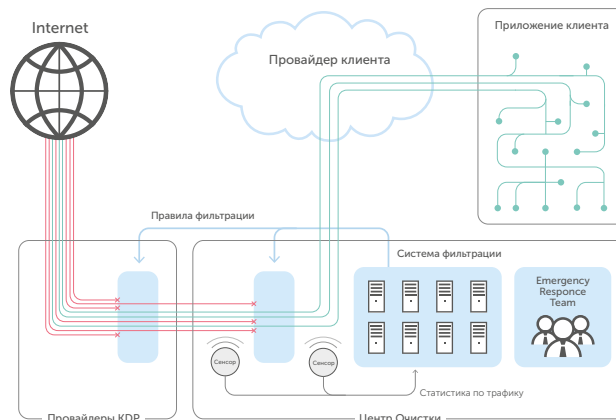 Internet
Провайдер клиента
Приложение клиента
Правила фильтрации
Система фильтрации
Emergency
Responce
Team
Сенсор
Сенсор
Статистика по трафику
Провайдеры KDP
Центр Очистки